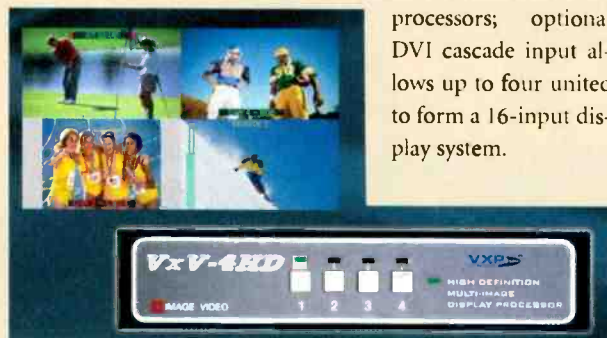 processors; optional
DVI cascade input al-
lows up to four united
to form a 16-input dis-
play system.
VxV-4HD
IMAGE VIDEO
1 2 3 4
VXP
HIGH DEFINITION
MULTI-IMAGE
DISPLAY PROCESSOR